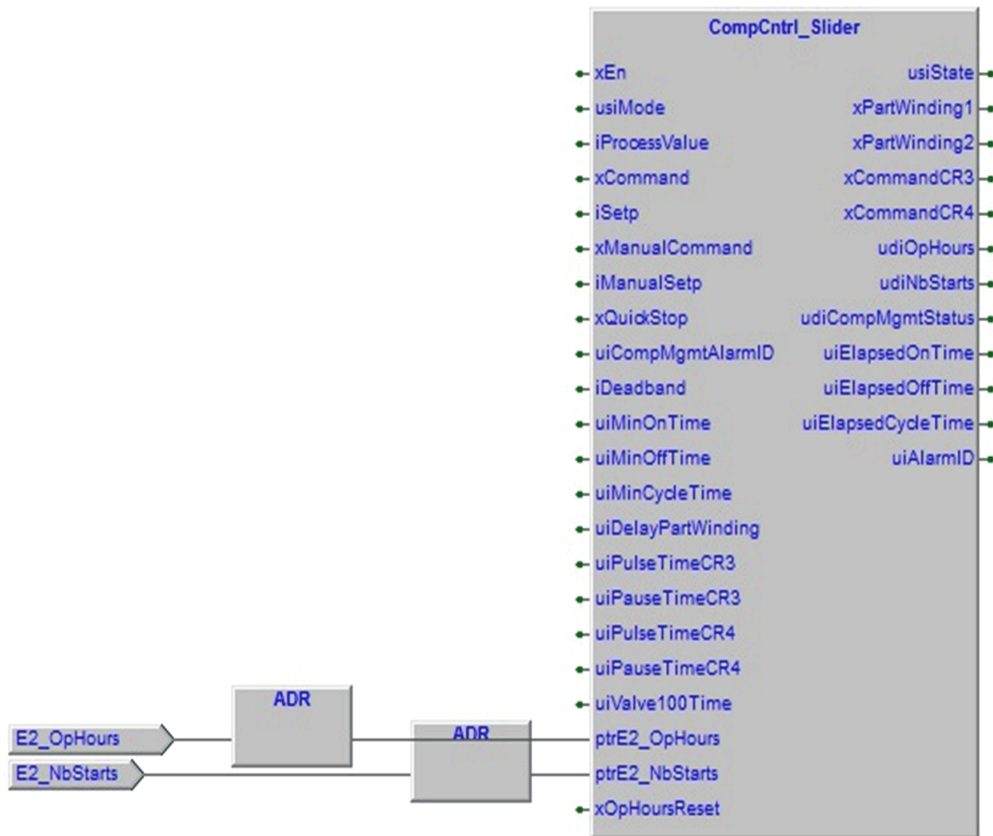 CompCntrl_Slider
xEn usiState
usiMode xPartWinding1
iProcessValue xPartWinding2
xCommand xCommandCR3
iSetp xCommandCR4
xManualCommand udiOpHours
iManualSetp udiNbStarts
xQuickStop udiCompMgmtStatus
uiCompMgmtAlarmID uiElapsedOnTime
iDeadband uiElapsedOffTime
uiMinOnTime uiElapsedCycleTime
uiMinOffTime uiAlarmID
uiMinCycleTime
uiDelayPartWinding
uiPulseTimeCR3
uiPauseTimeCR3
uiPulseTimeCR4
uiPauseTimeCR4
ADR uiValve100Time
E2_OpHours ADR ptrE2_OpHours
E2_NbStarts ptrE2_NbStarts
xOpHoursReset